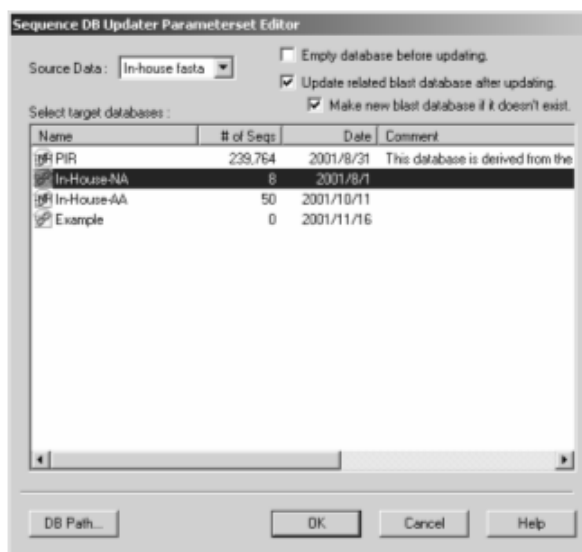 Sequence DB Updater Parameterset Editor
Source Data : In-house fasta
Empty database before updating.
Update related blast database after updating.
Make new blast database if it doesn't exist.
Select target databases :
Name # of Seqs Date Comment
PIR 239,764 2001/8/31 This database is derived from the
In-House-NA 8 2001/8/1
In-House-AA 50 2001/10/11
Example 0 2001/11/16
DB Path... OK Cancel Help